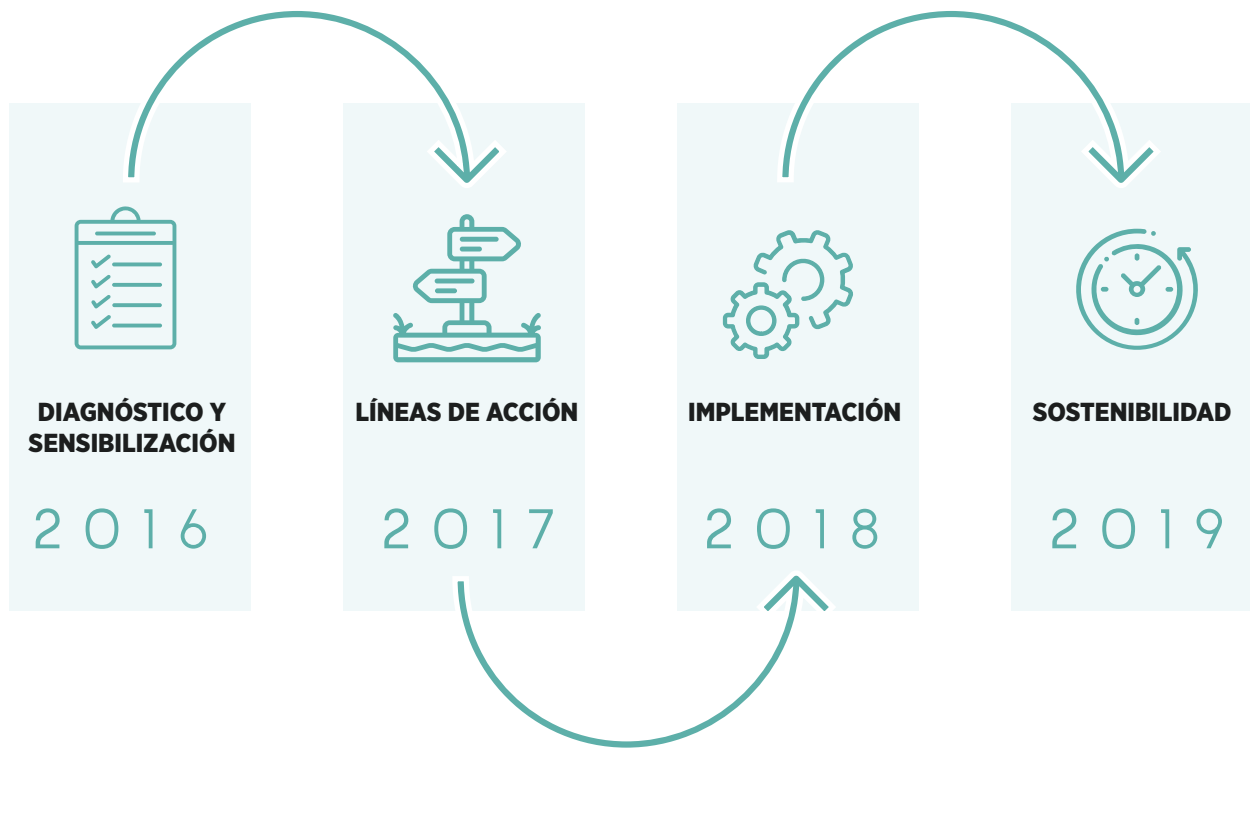 DIAGNÓSTICO Y
SENSIBILIZACIÓN
2016
LÍNEAS DE ACCIÓN
2017
IMPLEMENTACIÓN
2018
SOSTENIBILIDAD
2019